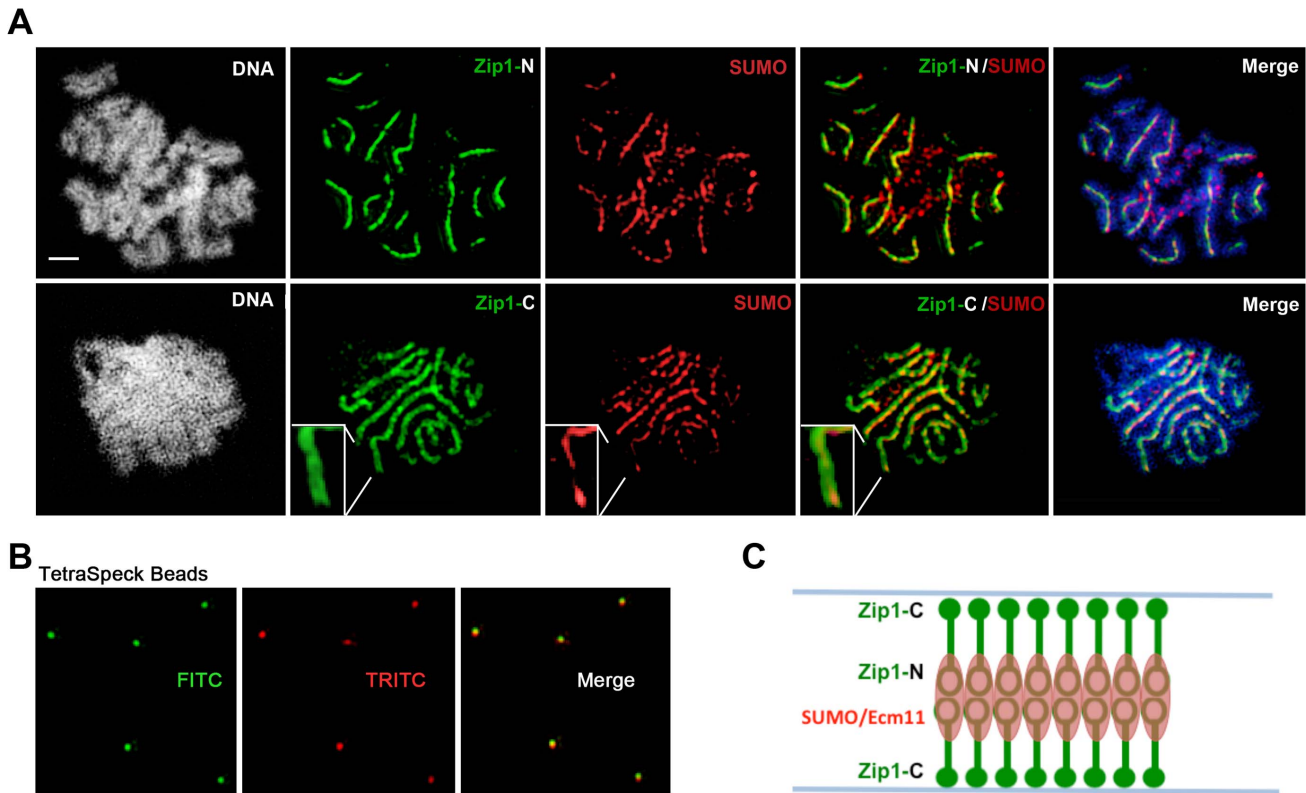 A
DNA
Zip1-N
SUMO
Zip1-N/SUMO
Merge
DNA
Zip1-C
SUMO
Zip1-C/SUMO
Merge
B
TetraSpeck Beads
FITC
TRITC
Merge
C
Zip1-C
Zip1-N
SUMO/Ecm11
Zip1-C